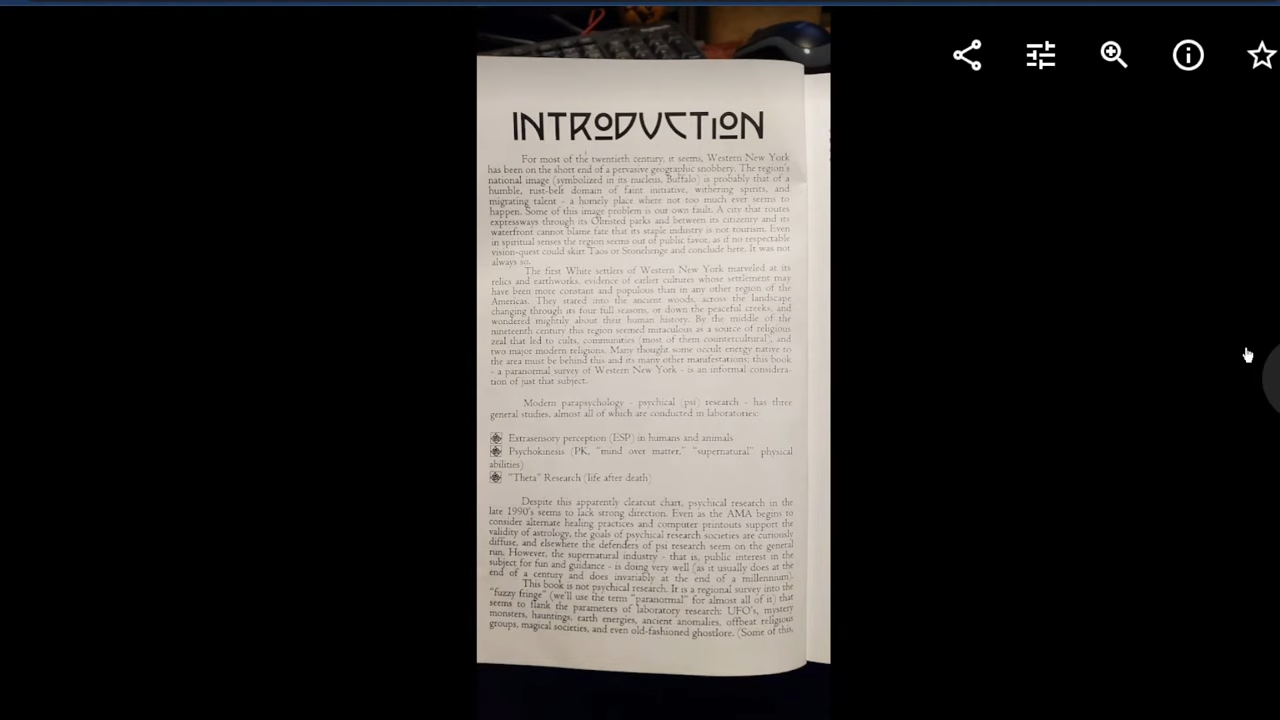 INTRODUCTION
For most of the twentieth century, it seems, Western New York
has been on the short end of a pervasive geographic snobbery. The region's
national image (symbolized in its nucleus, Buffalo) is probably that of a
humble, rust-belt domain of faint initiative, withering spirits, and
migrating talent - a homely place where not too much ever seems to
happen. Some of this image problem is our own fault. A city that routes
expressways through its Olmsted parks and between its citizenry and its
waterfront cannot blame fate that its staple industry is not tourism. Even
in spiritual senses the region seems out of public favor, as if no respectable
vision-quest could skirt Taos or Stonehenge and conclude here. It was not
always so.
The first White settlers of Western New York marveled at its
relics and earthworks, evidence of earlier cultures whose settlement may
have been more constant and populous than in any other region of the
Americas. They stared into the ancient woods, across the landscape
changing through its four full seasons, or down the peaceful creeks, and
wondered mightily about their human history. By the middle of the
nineteenth century this region seemed miraculous as a source of religious
zeal that led to cults, communities (most of them countercultural), and
two major modern religions. Many thought some occult energy native to
the area must be behind this and its many other manifestations; this book
- a paranormal survey of Western New York - is an informal considera-
tion of just that subject.
Modern parapsychology - psychical (psi) research - has three
general studies, almost all of which are conducted in laboratories:
Extrasensory perception (ESP) in humans and animals
Psychokinesis (PK, "mind over matter," "supernatural" physical
abilities)
"Theta" Research (life after death)
Despite this apparently clearcut chart, psychical research in the
late 1990's seems to lack strong direction. Even as the AMA begins to
consider alternate healing practices and computer printouts support the
validity of astrology, the goals of psychical research societies are curiously
diffuse, and elsewhere the defenders of psi research seem on the general
run. However, the supernatural industry - that is, public interest in the
subject for fun and guidance - is doing very well (as it usually does at the
end of a century and does invariably at the end of a millennium).
This book is not psychical research. It is a regional survey into the
"fuzzy fringe" (we'll use the term "paranormal" for almost all of it) that
seems to flank the parameters of laboratory research: UFO's, mystery
monsters, hauntings, earth energies, ancient anomalies, offbeat religious
groups, magical societies, and even old-fashioned ghostlore. (Some of this,